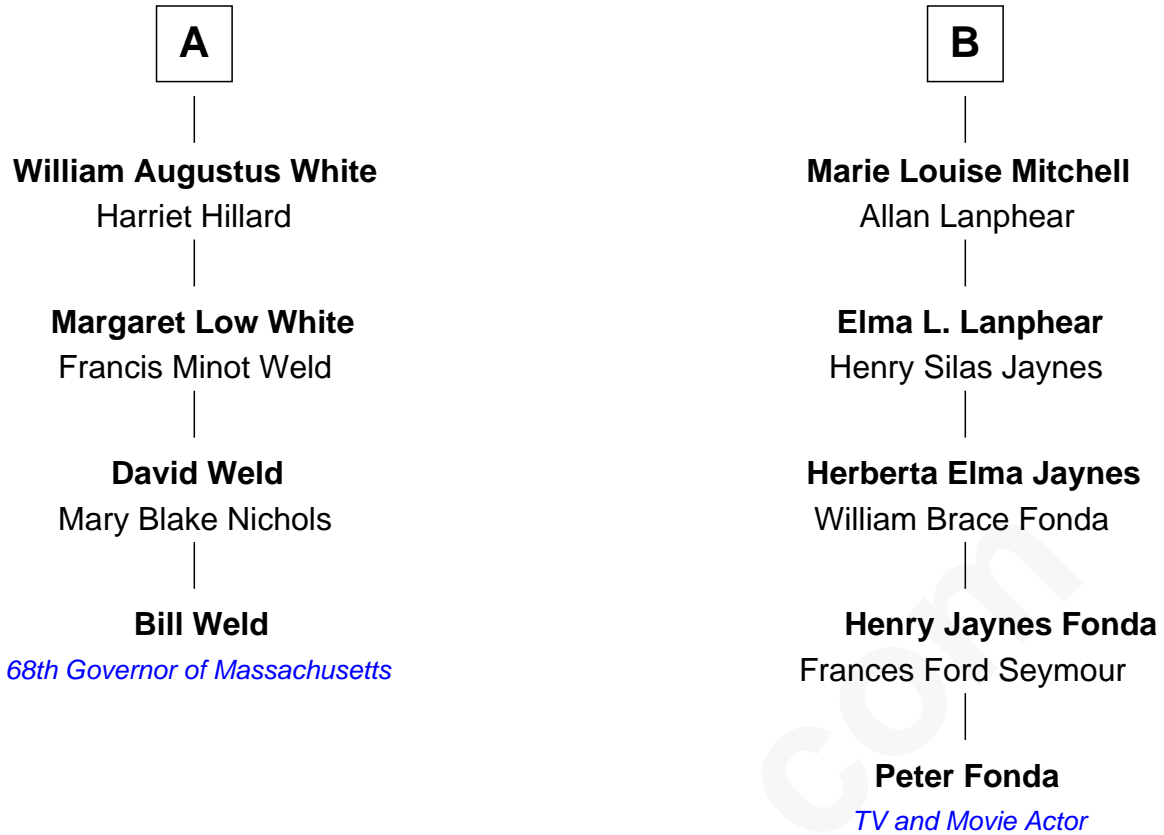 A
William Augustus White
Harriet Hillard
Margaret Low White
Francis Minot Weld
David Weld
Mary Blake Nichols
Bill Weld
68th Governor of Massachusetts
B
Marie Louise Mitchell
Allan Lanphear
Elma L. Lanphear
Henry Silas Jaynes
Herberta Elma Jaynes
William Brace Fonda
Henry Jaynes Fonda
Frances Ford Seymour
Peter Fonda
TV and Movie Actor
com